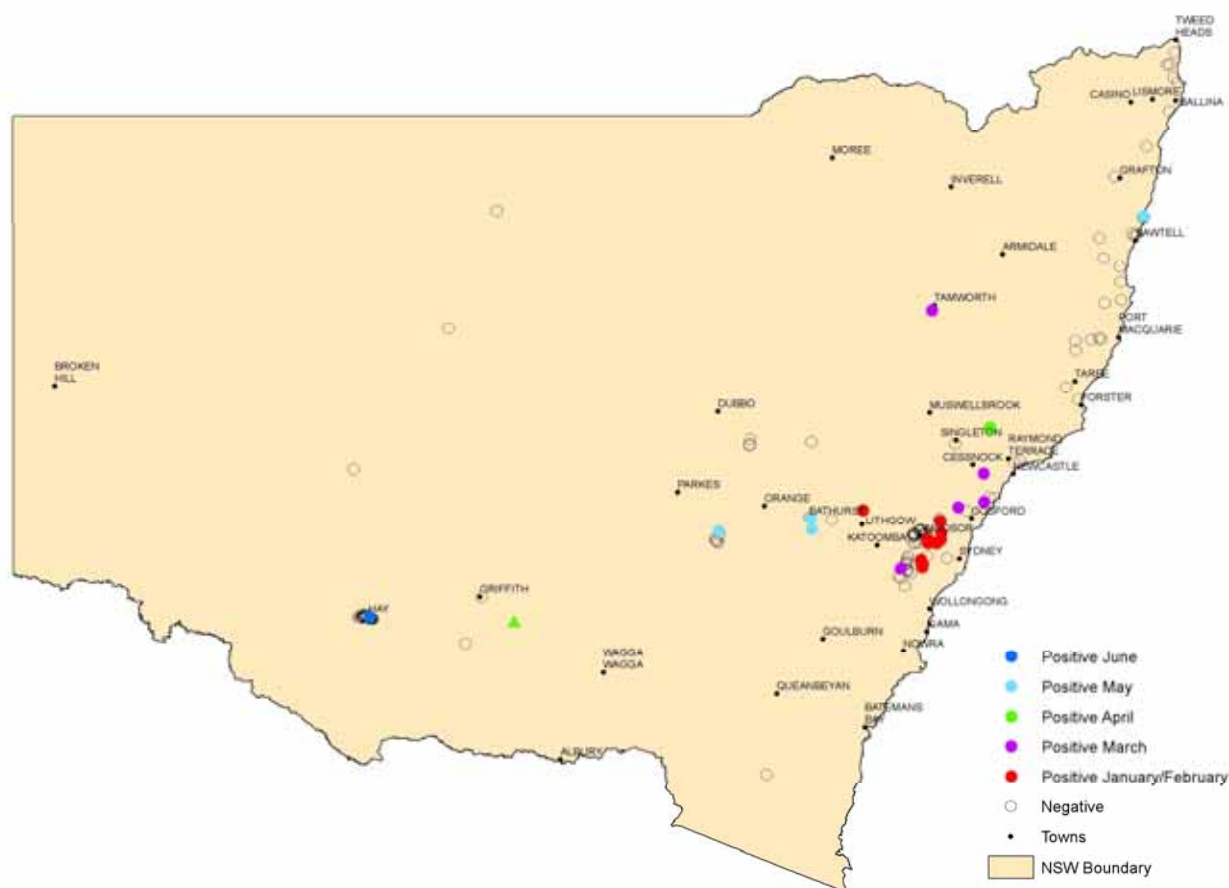 TWEED
HEADS
CASINO LISMORE
BALLINA
MOREE
INVERELL
GRAFTON
SAWTELL
ARMIDALE
TAMWORTH
PORT
MACQUARIE
BROKEN
HILL
TAREE
FORSTER
DUBBO
MUSWELLBROOK
SINGLETON
RAYMOND
TERRACE
CESSNOCK
NEWCASTLE
PARKES
ORANGE
BATHURST
LITHGOW
GOSFORD
WINDSOR
KATOOMBA
SYDNEY
GRIFFITH
HAY
WOLLONGONG
KIAMA
GOULBURN
NOWRA
WAGGA
WAGGA
QUEANBEYAN
BATEMANS
BAY
ALBURY
Positive June
Positive May
Positive April
Positive March
Positive January/February
Negative
Towns
NSW Boundary